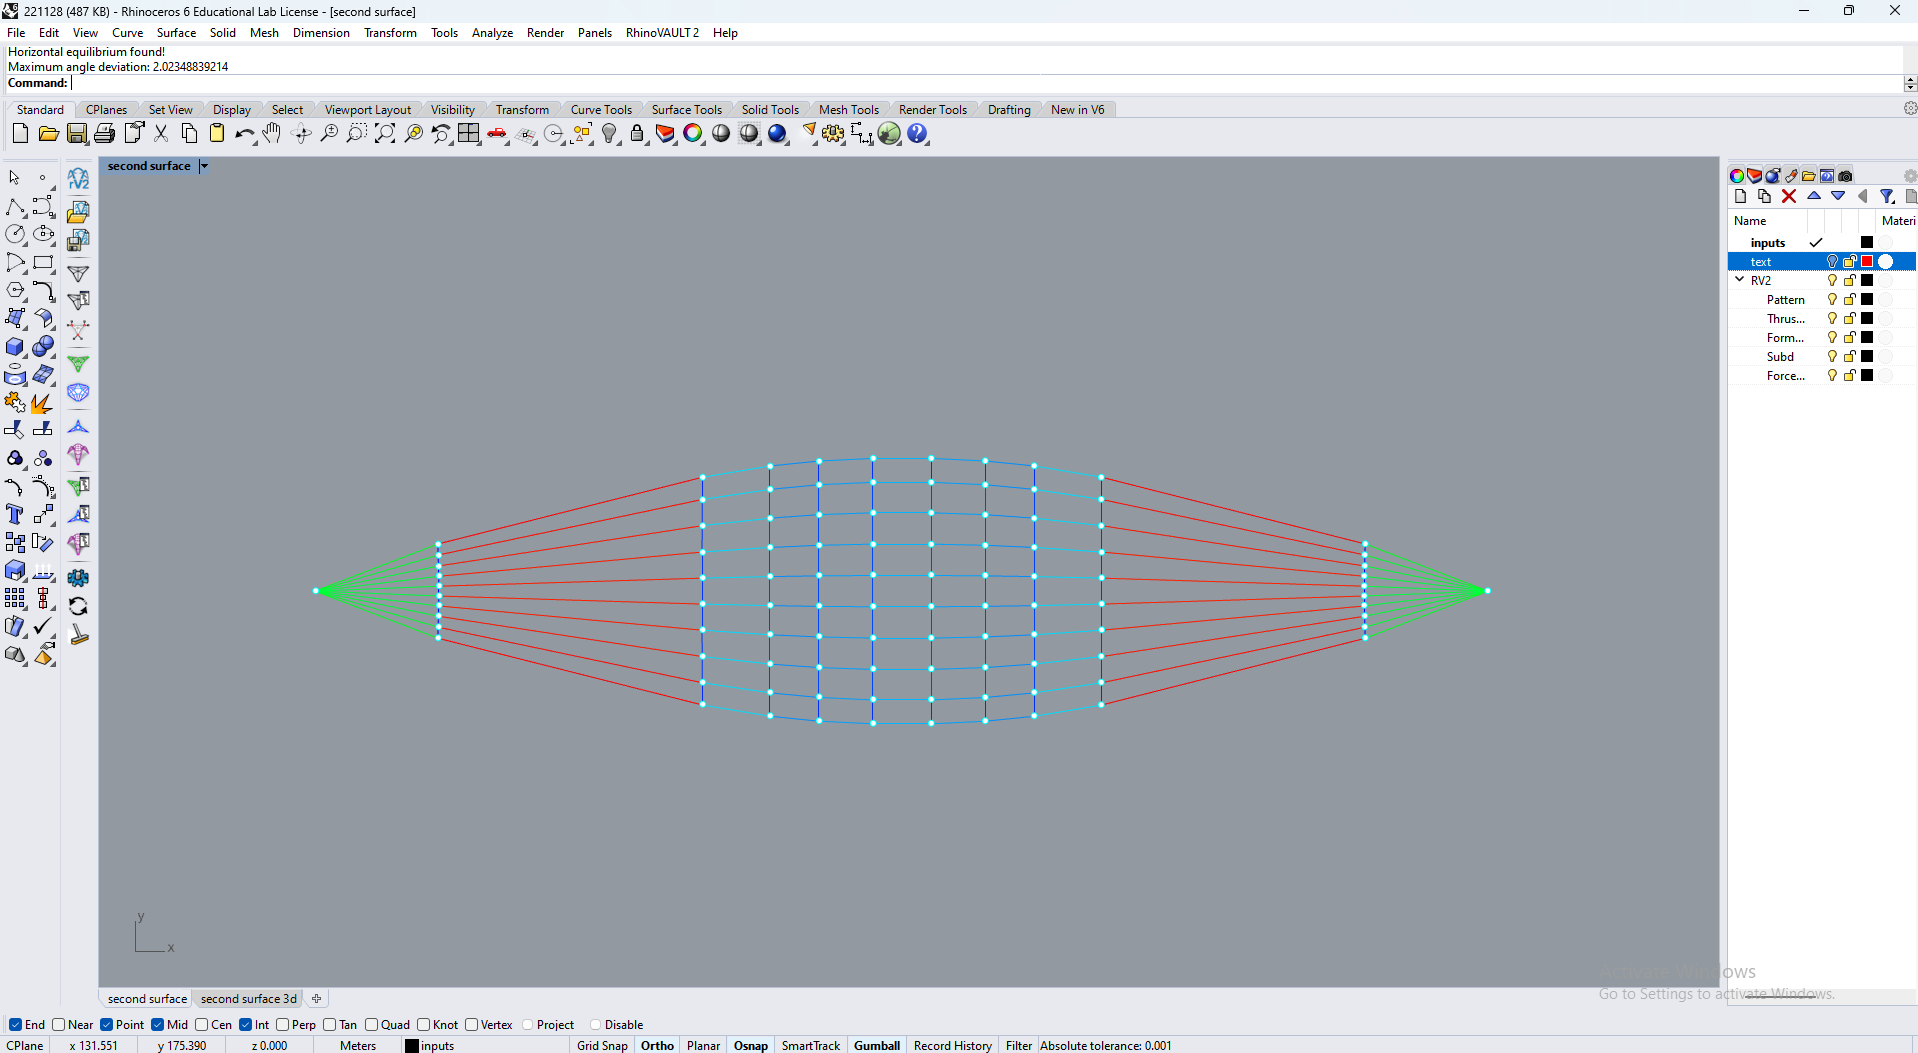 221128 (487 KB) - Rhinoceros 6 Educational Lab License - [second surface]
File Edit View Curve Surface Solid Mesh Dimension Transform Tools Analyze Render Panels RhinoVAULT2 Help
Horizontal equilibrium found!
Maximum angle deviation: 2.02348839214
Command:
Standard CPlanes Set View Display Select Viewport Layout Visibility Transform Curve Tools Surface Tools Solid Tools Mesh Tools Render Tools Drafting New in V6
second surface
rV2
Name Materi
inputs
text
RV2
Pattern
Thrus...
Form...
Subd
Force...
y
x
Activate Windows
Go to Settings to activate Windows.
second surface second surface 3d
End Near Point Mid Cen Int Perp Tan Quad Knot Vertex Project Disable
CPlane x 131.551 y 175.390 z 0.000 Meters inputs Grid Snap Ortho Planar Osnap SmartTrack Gumball Record History Filter Absolute tolerance: 0.001